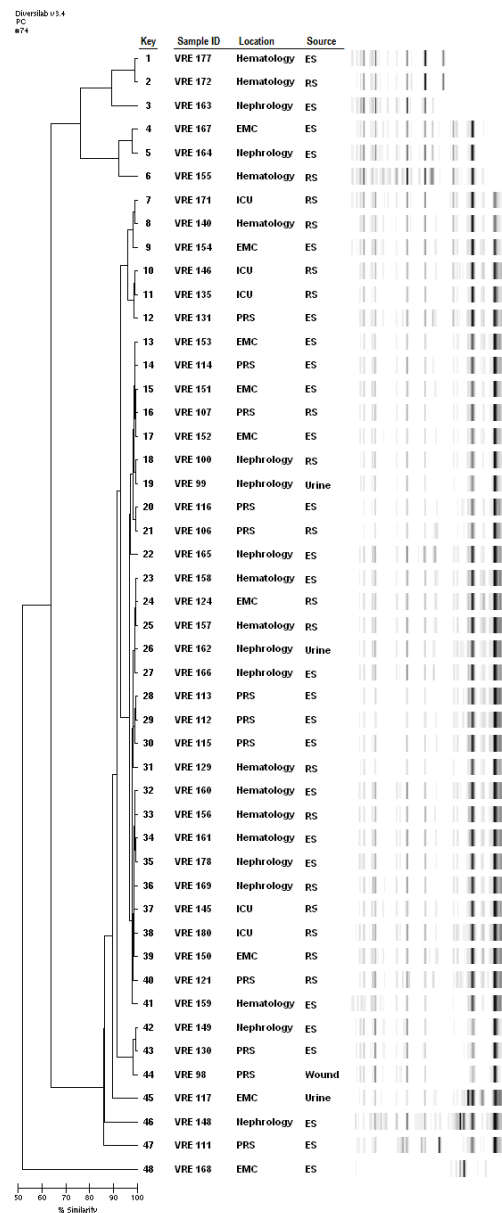 Diversilab v3.4
PC
#74
Key Sample ID Location Source
1 VRE 177 Hematology ES
2 VRE 172 Hematology RS
3 VRE 163 Nephrology ES
4 VRE 167 EMC ES
5 VRE 164 Nephrology ES
6 VRE 155 Hematology RS
7 VRE 171 ICU RS
8 VRE 140 Hematology RS
9 VRE 154 EMC ES
10 VRE 146 ICU RS
11 VRE 135 ICU RS
12 VRE 131 PRS ES
13 VRE 153 EMC ES
14 VRE 114 PRS ES
15 VRE 151 EMC ES
16 VRE 107 PRS RS
17 VRE 152 EMC ES
18 VRE 100 Nephrology RS
19 VRE 99 Nephrology Urine
20 VRE 116 PRS ES
21 VRE 106 PRS RS
22 VRE 165 Nephrology ES
23 VRE 158 Hematology ES
24 VRE 124 EMC RS
25 VRE 157 Hematology RS
26 VRE 162 Nephrology Urine
27 VRE 166 Nephrology ES
28 VRE 113 PRS ES
29 VRE 112 PRS ES
30 VRE 115 PRS ES
31 VRE 129 Hematology RS
32 VRE 160 Hematology ES
33 VRE 156 Hematology RS
34 VRE 161 Hematology ES
35 VRE 178 Nephrology ES
36 VRE 169 Nephrology RS
37 VRE 145 ICU RS
38 VRE 180 ICU RS
39 VRE 150 EMC RS
40 VRE 121 PRS RS
41 VRE 159 Hematology ES
42 VRE 149 Nephrology ES
43 VRE 130 PRS ES
44 VRE 98 PRS Wound
45 VRE 117 EMC Urine
46 VRE 148 Nephrology ES
47 VRE 111 PRS ES
48 VRE 168 EMC ES
50 60 70 80 90 100
% Similarity